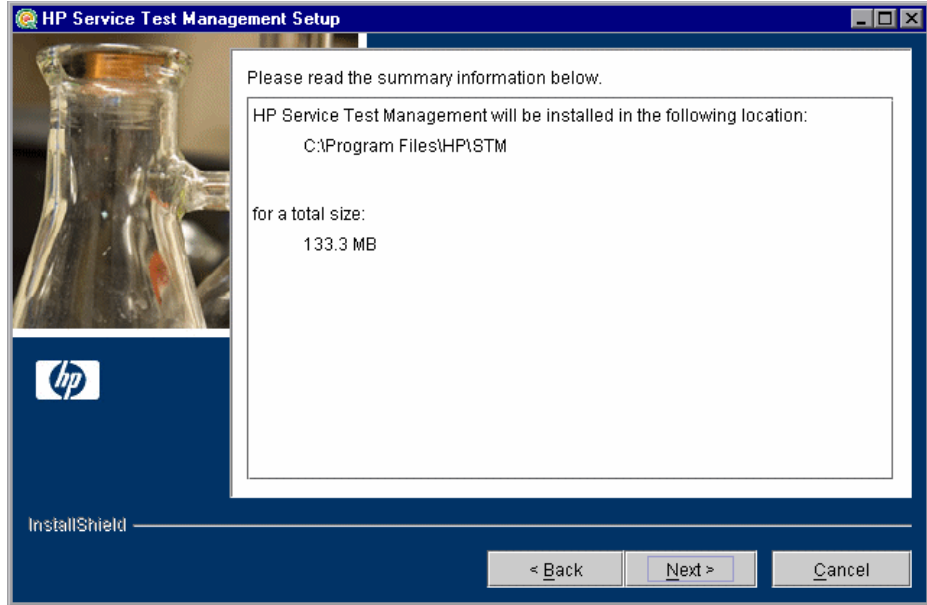 HP Service Test Management Setup
Please read the summary information below.
HP Service Test Management will be installed in the following location:
C:\Program Files\HP\STM
for a total size:
133.3 MB
hp
InstallShield
< Back
Next >
Cancel